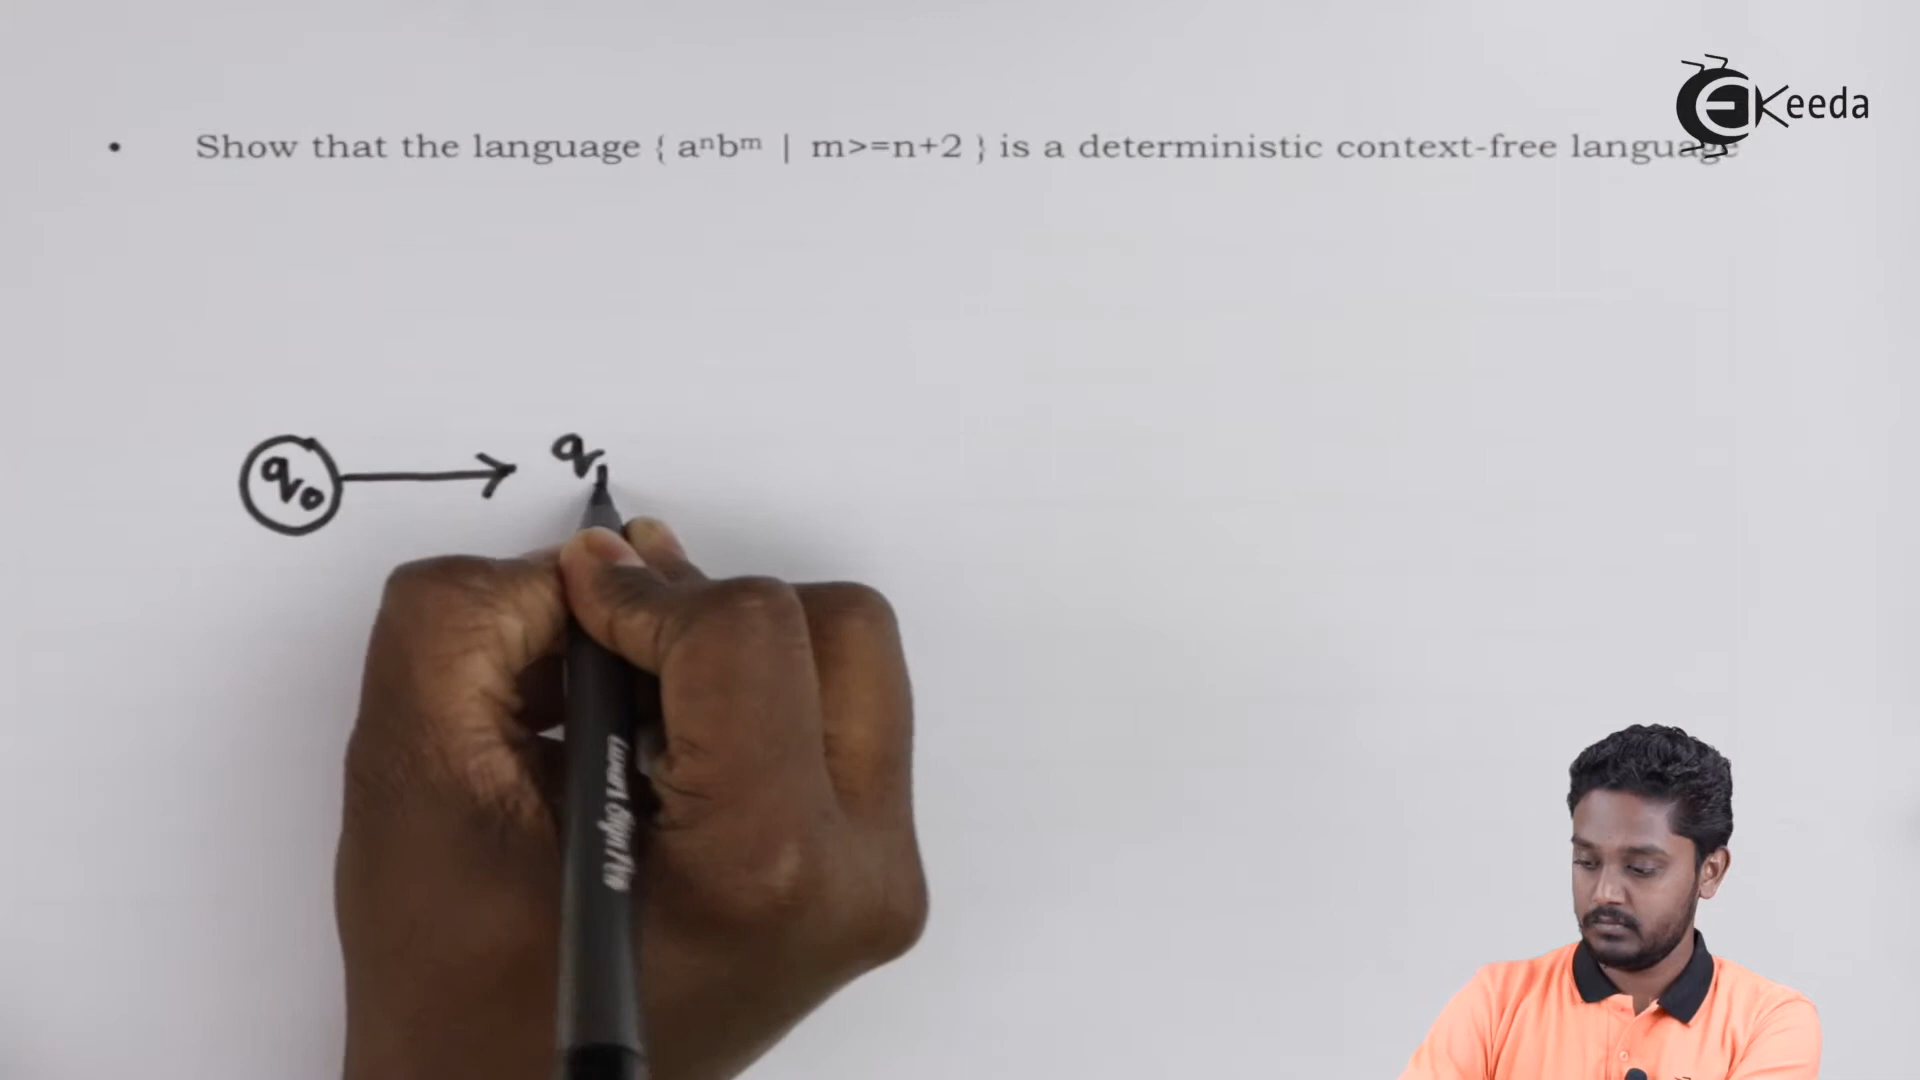 Keeda
• Show that the language { aⁿbᵐ | m>=n+2 } is a deterministic context-free language
q₀ q₁